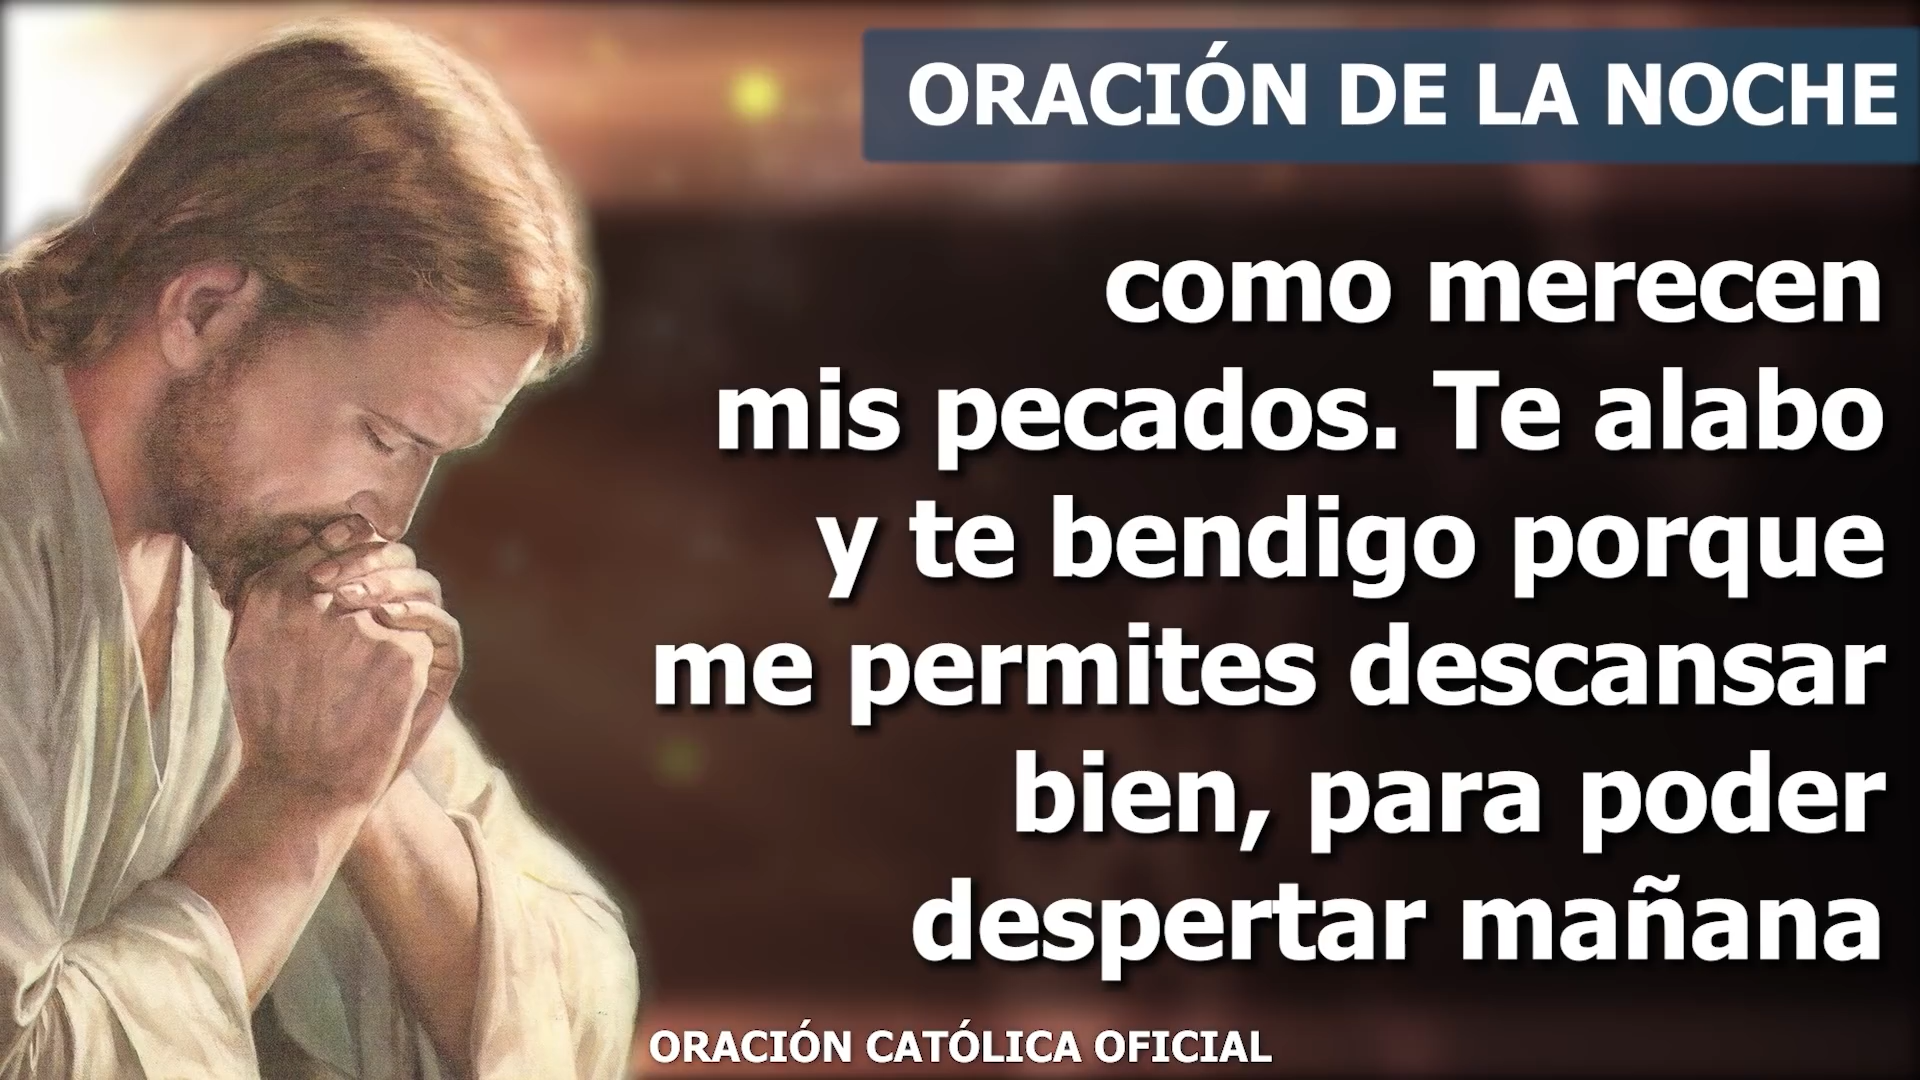 ORACIÓN DE LA NOCHE
como merecen
mis pecados. Te alabo
y te bendigo porque
me permites descansar
bien, para poder
despertar mañana
ORACIÓN CATÓLICA OFICIAL